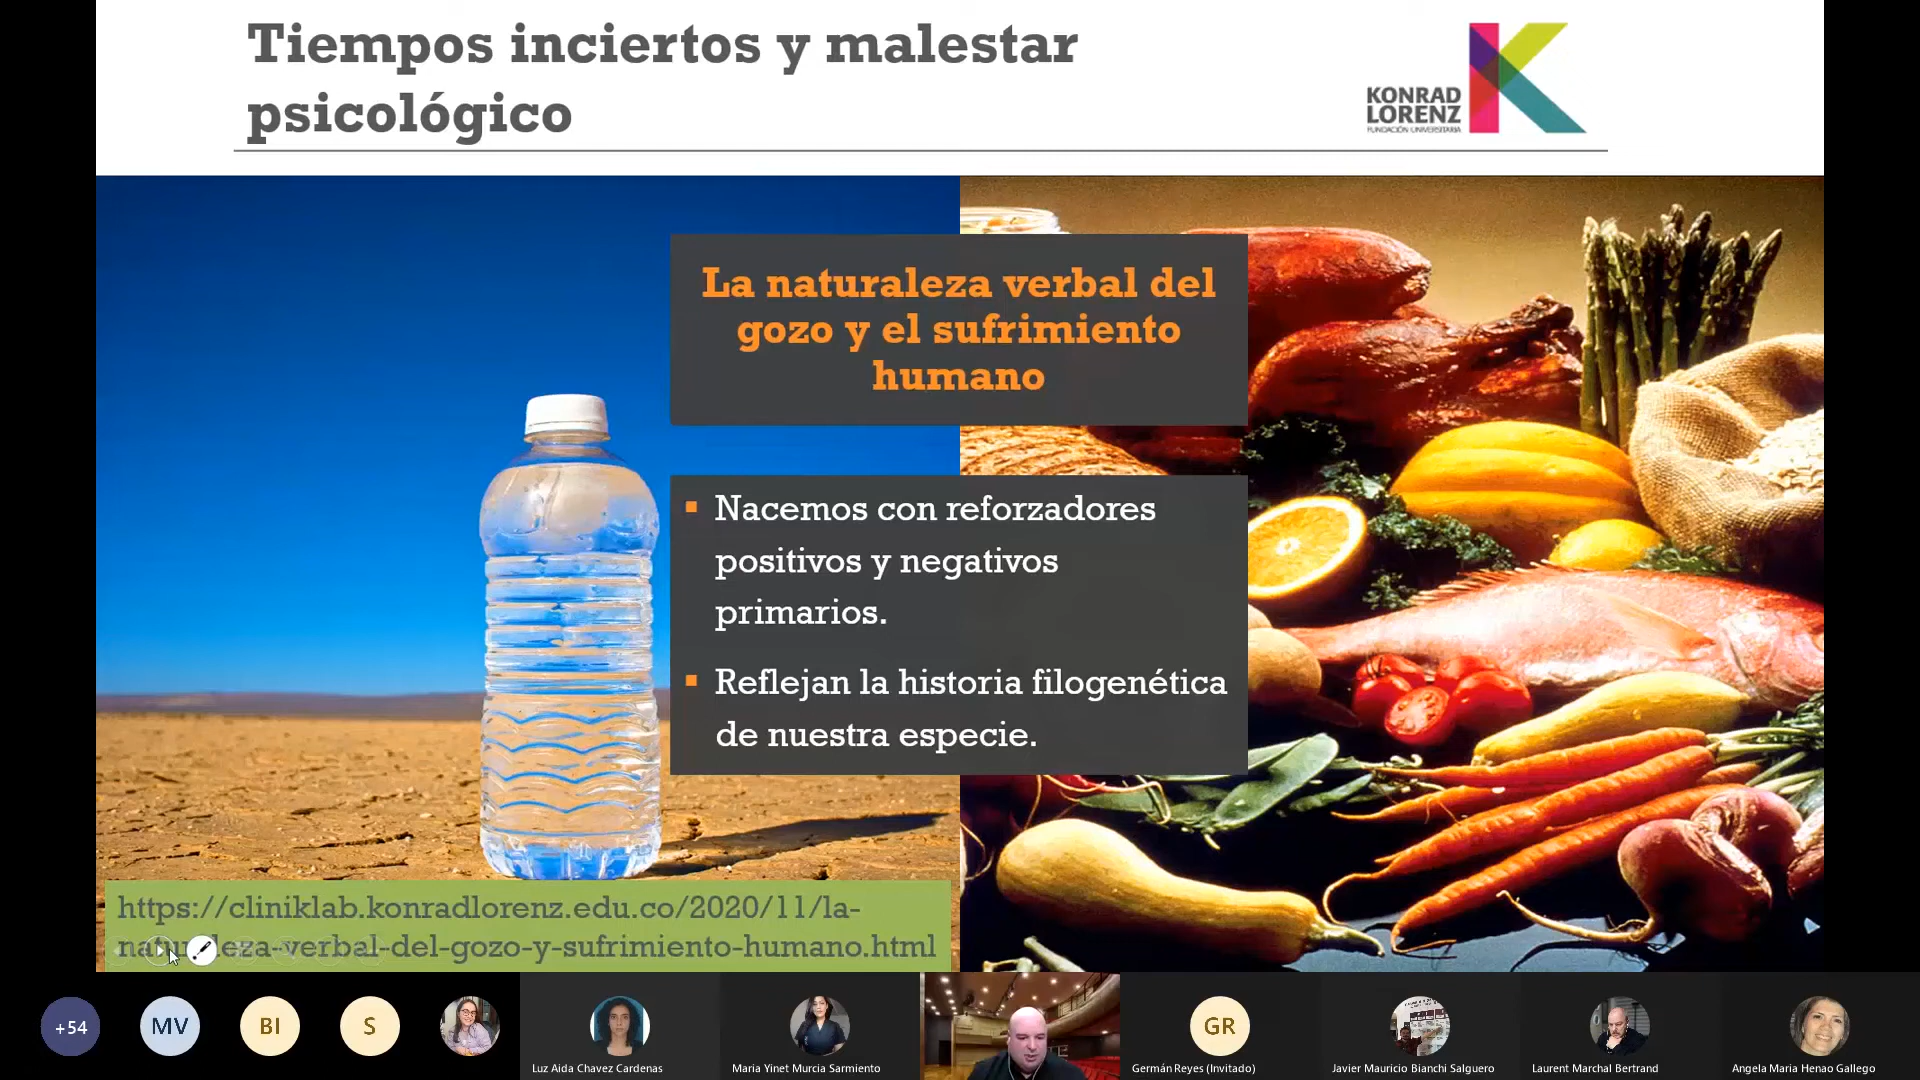 Tiempos inciertos y malestar
psicológico
KONRAD
LORENZ
FUNDACIÓN UNIVERSITARIA
La naturaleza verbal del
gozo y el sufrimiento
humano
Nacemos con reforzadores
positivos y negativos
primarios.
Reflejan la historia filogenética
de nuestra especie.
https://cliniklab.konradlorenz.edu.co/2020/11/la-
naturaleza-verbal-del-gozo-y-sufrimiento-humano.html
+54
MV
BI
S
GR
Luz Aida Chavez Cardenas
Maria Yinet Murcia Sarmiento
Germán Reyes (Invitado)
Javier Mauricio Bianchi Salguero
Laurent Marchal Bertrand
Angela Maria Henao Gallego